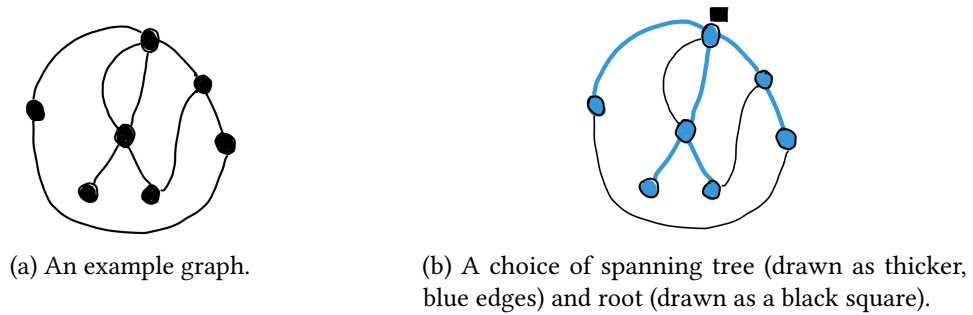 (a) An example graph.
(b) A choice of spanning tree (drawn as thicker,
blue edges) and root (drawn as a black square).